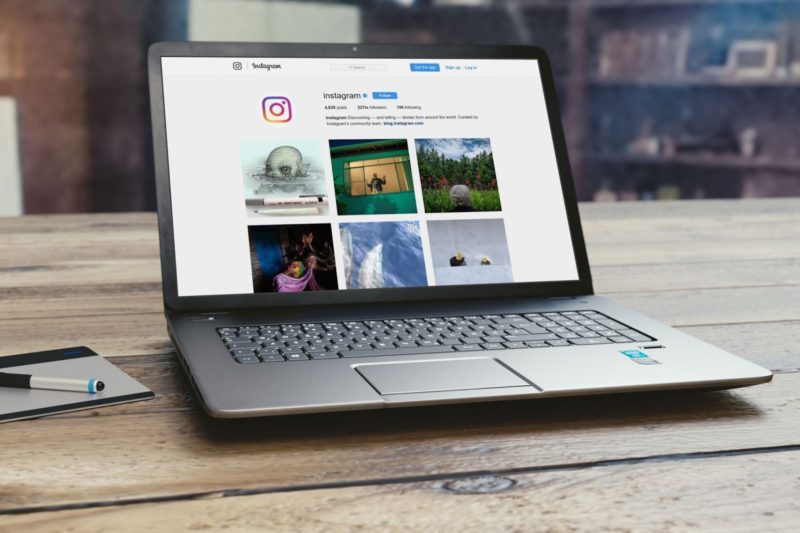 Instagram
Search
Get the app Sign up Log in
instagram Follow
4,835 posts 227m followers 198 following
Instagram Discovering — and telling — stories from around the world. Curated by
Instagram's community team. blog.instagram.com